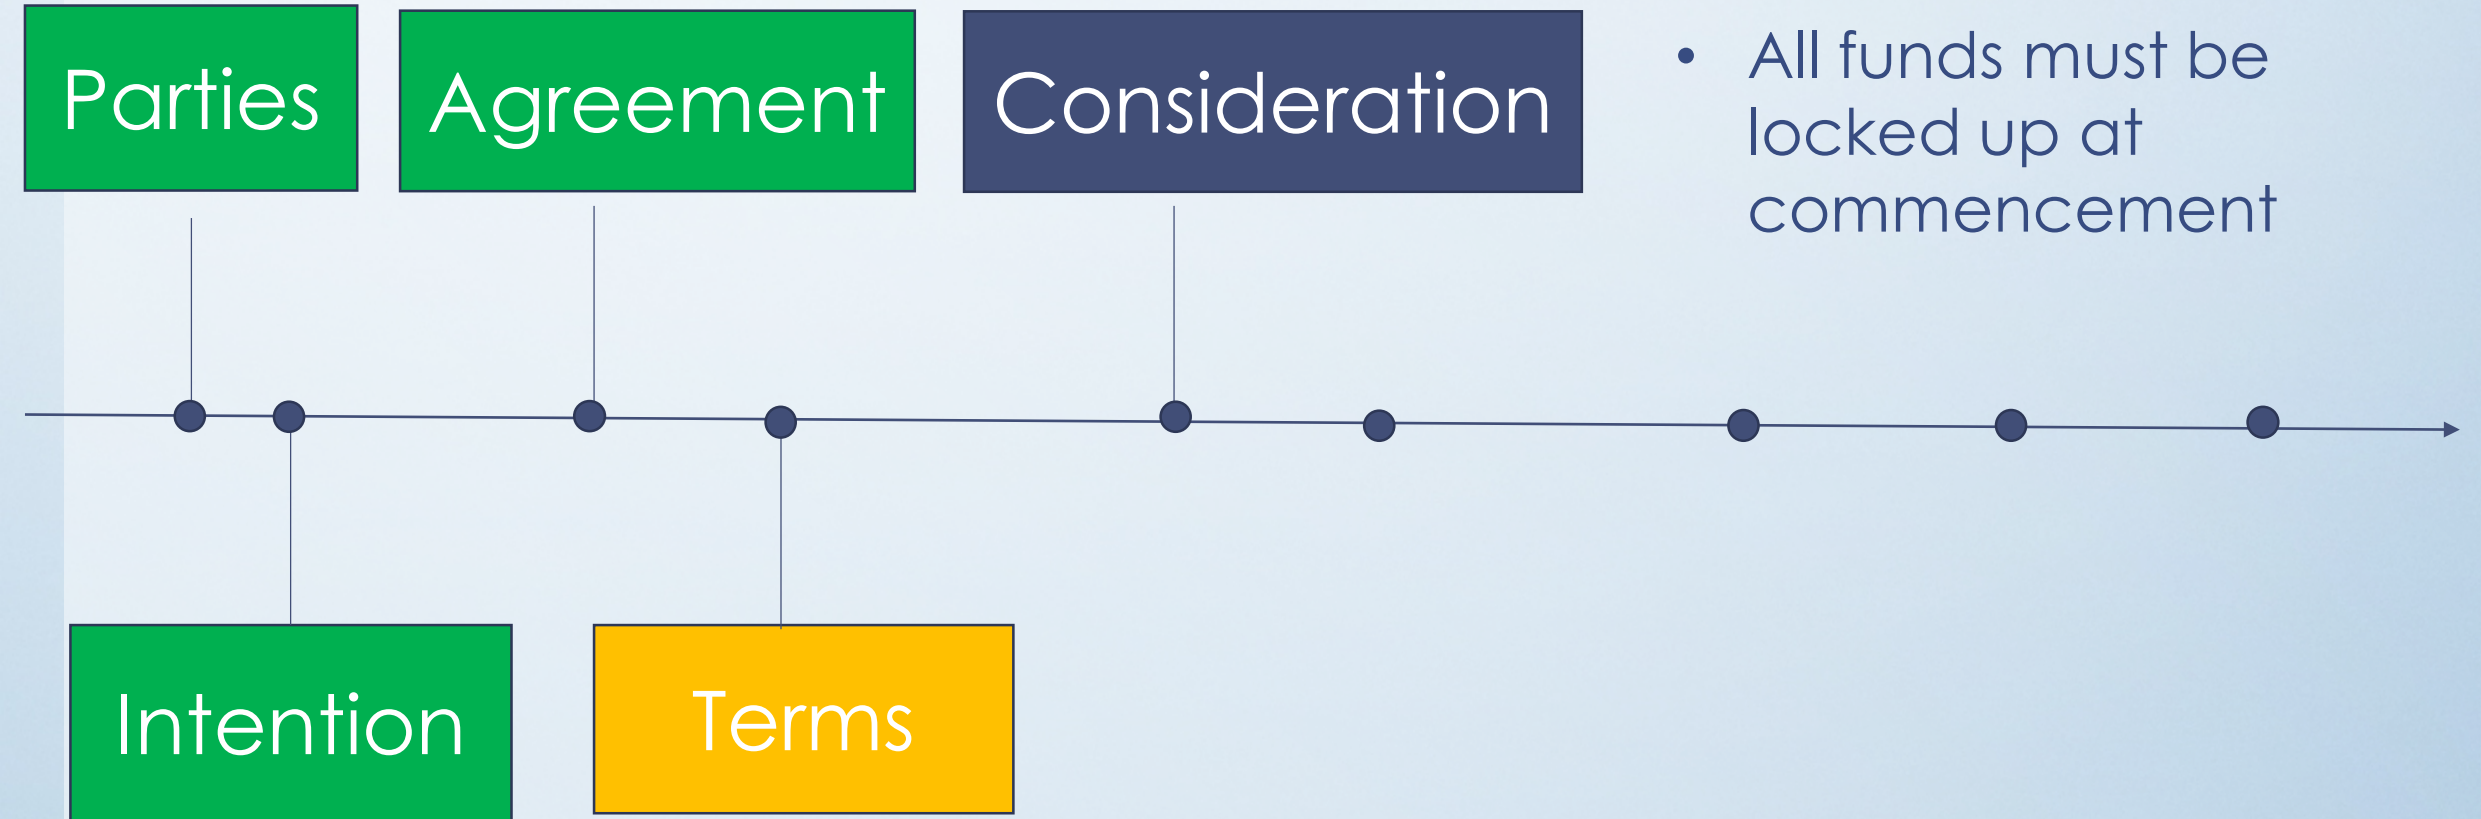 Parties
Agreement
Consideration
• All funds must be
locked up at
commencement
Intention
Terms